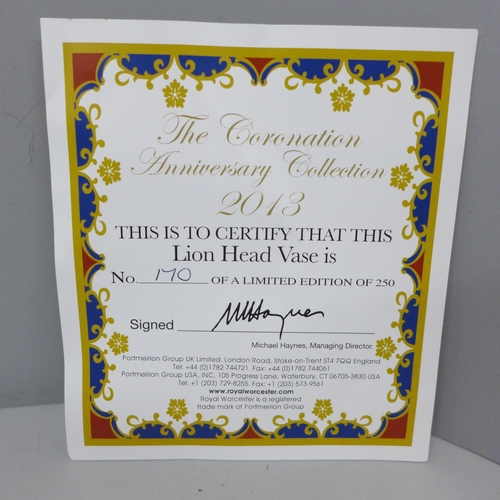 The Coronation
Anniversary Collection
2013
THIS IS TO CERTIFY THAT THIS
Lion Head Vase is
No. 170 OF A LIMITED EDITION OF 250
Signed MHaynes
Michael Haynes, Managing Director.
Portmeirion Group UK Limited, London Road, Stoke-on-Trent ST4 7QQ England
Tel: +44 (0)1782 744721. Fax: +44 (0)1782 744061
Portmeirion Group USA, INC. 105 Progress Lane, Waterbury, CT 06705-3830 USA
Tel: +1 (203) 729-8255. Fax: +1 (203) 573-9561
www.royalworcester.com
Royal Worcester is a registered
trade mark of Portmeirion Group